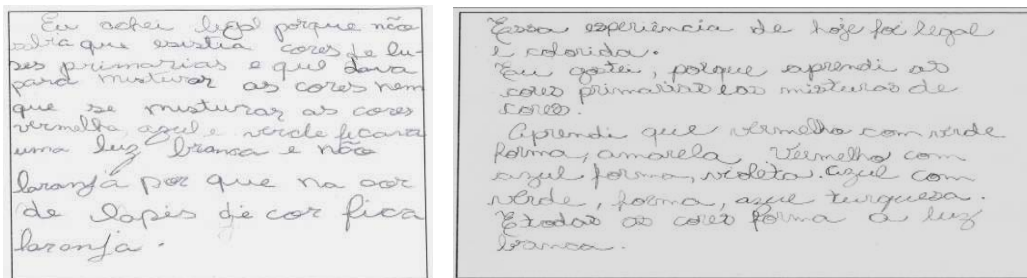 Eu achei legal porque não
sabia que existia cores de lu-
ses primarias e que dava
para misturar as cores nem
que se misturar as cores
vermelha, azul e verde ficava
uma luz branca e não
laranja por que na cor
de lapis de cor fica
laranja.
Essa experiência de hoje foi legal
e colorida.
Eu gostei, porque aprendi as
cores primarias e as misturas de
cores.
Aprendi que vermelho com verde
forma, amarela. Vermelho com
azul forma, violeta. azul com
verde, forma, azul turquesa.
E todas as cores forma a luz
branca.